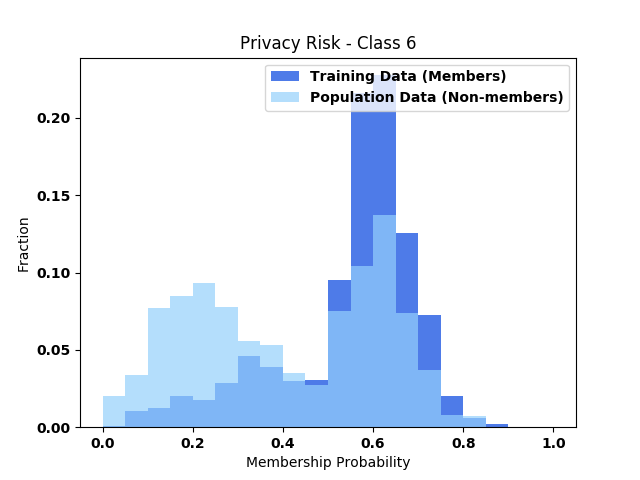 Privacy Risk - Class 6
Training Data (Members)
Population Data (Non-members)
0.20
0.15
0.10
0.05
0.00
Fraction
0.0 0.2 0.4 0.6 0.8 1.0
Membership Probability